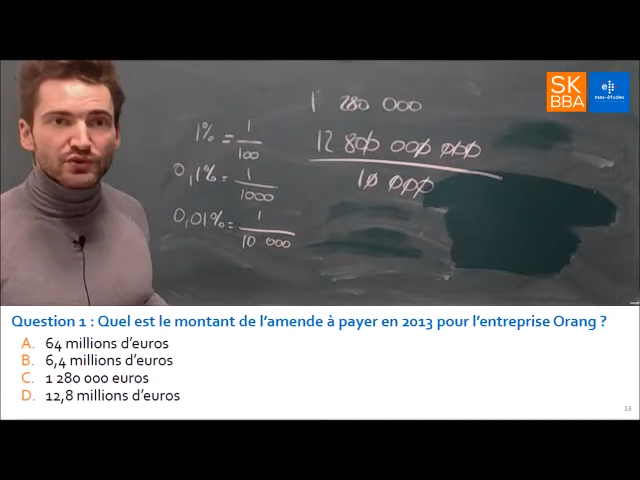 SK
BBA
e
mes-études
1 280 000
1% = 1/100
12 800 000 000
10 000
0,1% = 1/1000
0,01% = 1/10 000
Question 1 : Quel est le montant de l'amende à payer en 2013 pour l'entreprise Orang ?
A. 64 millions d'euros
B. 6,4 millions d'euros
C. 1 280 000 euros
D. 12,8 millions d'euros
13